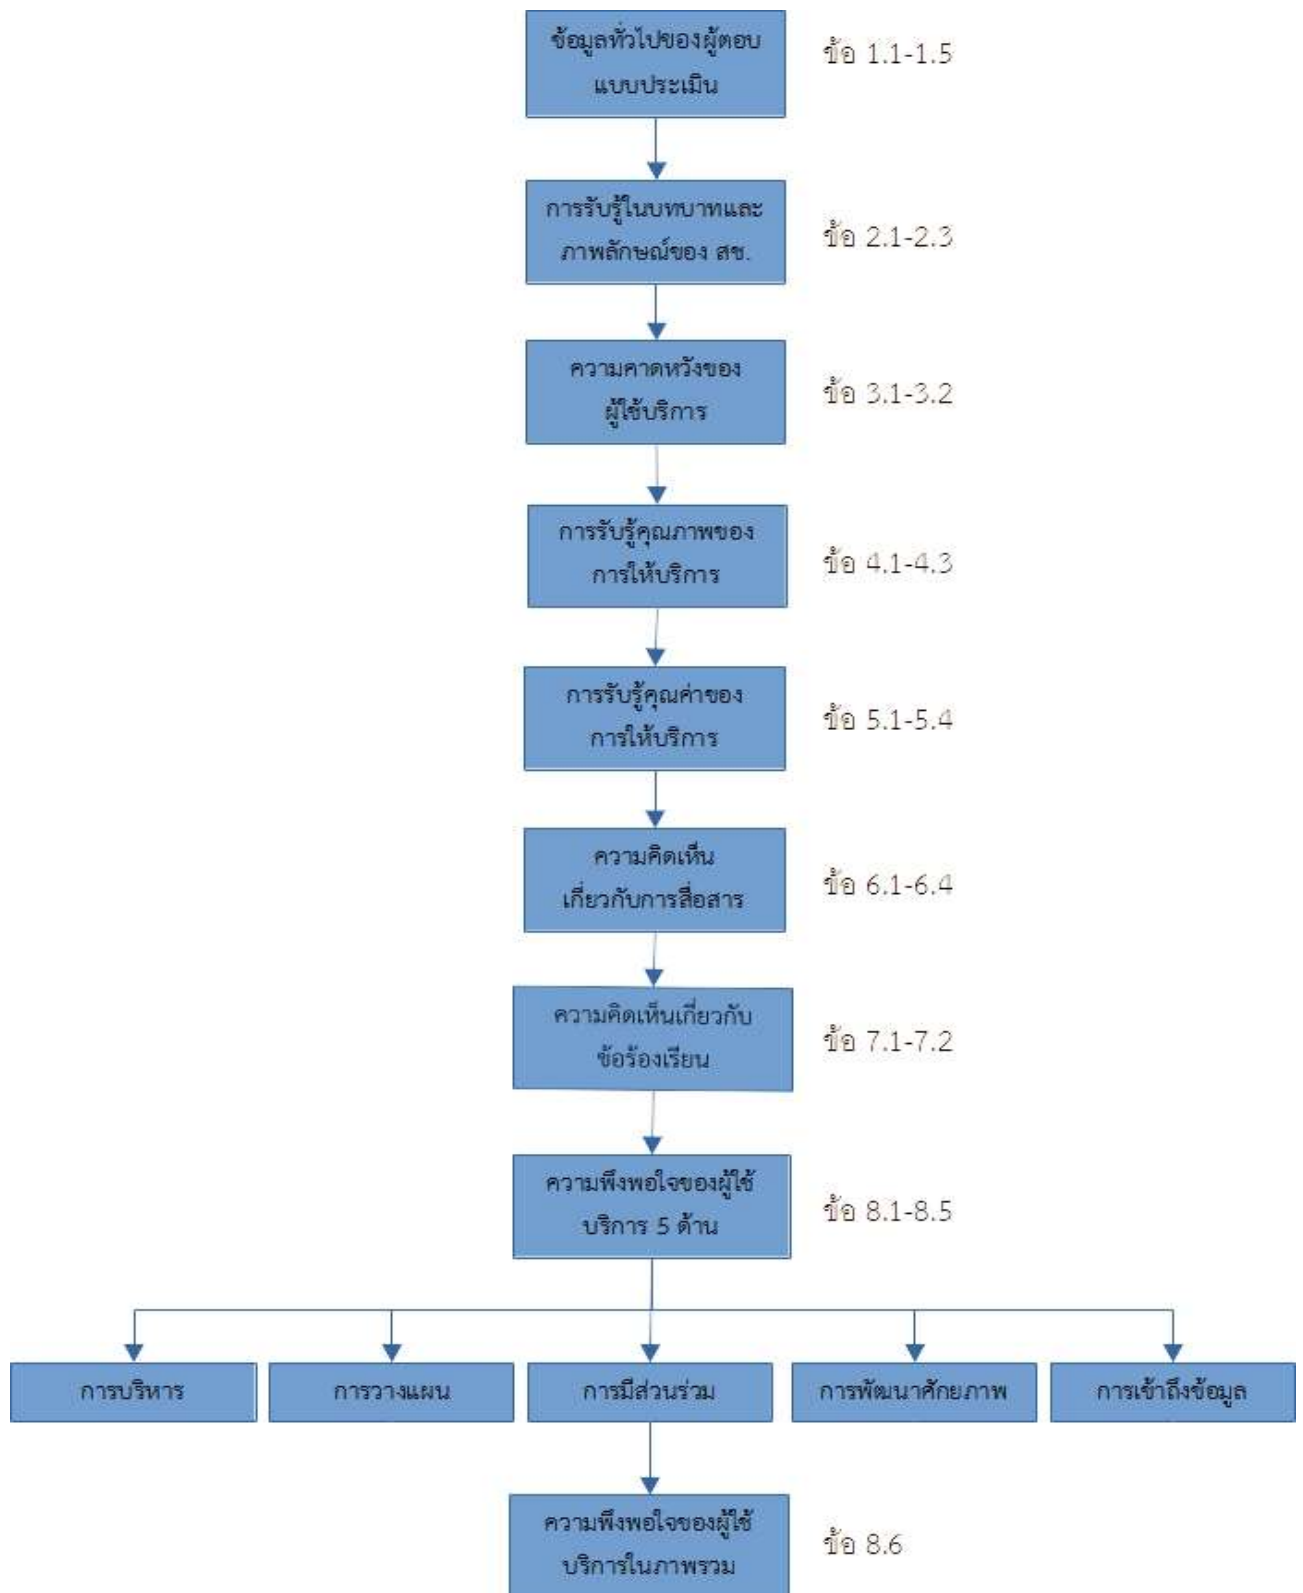 ข้อมูลทั่วไปของผู้ตอบ
แบบประเมิน
ข้อ 1.1-1.5
การรับรู้ในบทบาทและ
ภาพลักษณ์ของ สช.
ข้อ 2.1-2.3
ความคาดหวังของ
ผู้ใช้บริการ
ข้อ 3.1-3.2
การรับรู้คุณภาพของ
การให้บริการ
ข้อ 4.1-4.3
การรับรู้คุณค่าของ
การให้บริการ
ข้อ 5.1-5.4
ความคิดเห็น
เกี่ยวกับการสื่อสาร
ข้อ 6.1-6.4
ความคิดเห็นเกี่ยวกับ
ข้อร้องเรียน
ข้อ 7.1-7.2
ความพึงพอใจของผู้ใช้
บริการ 5 ด้าน
ข้อ 8.1-8.5
การบริหาร
การวางแผน
การมีส่วนร่วม
การพัฒนาศักยภาพ
การเข้าถึงข้อมูล
ความพึงพอใจของผู้ใช้
บริการในภาพรวม
ข้อ 8.6